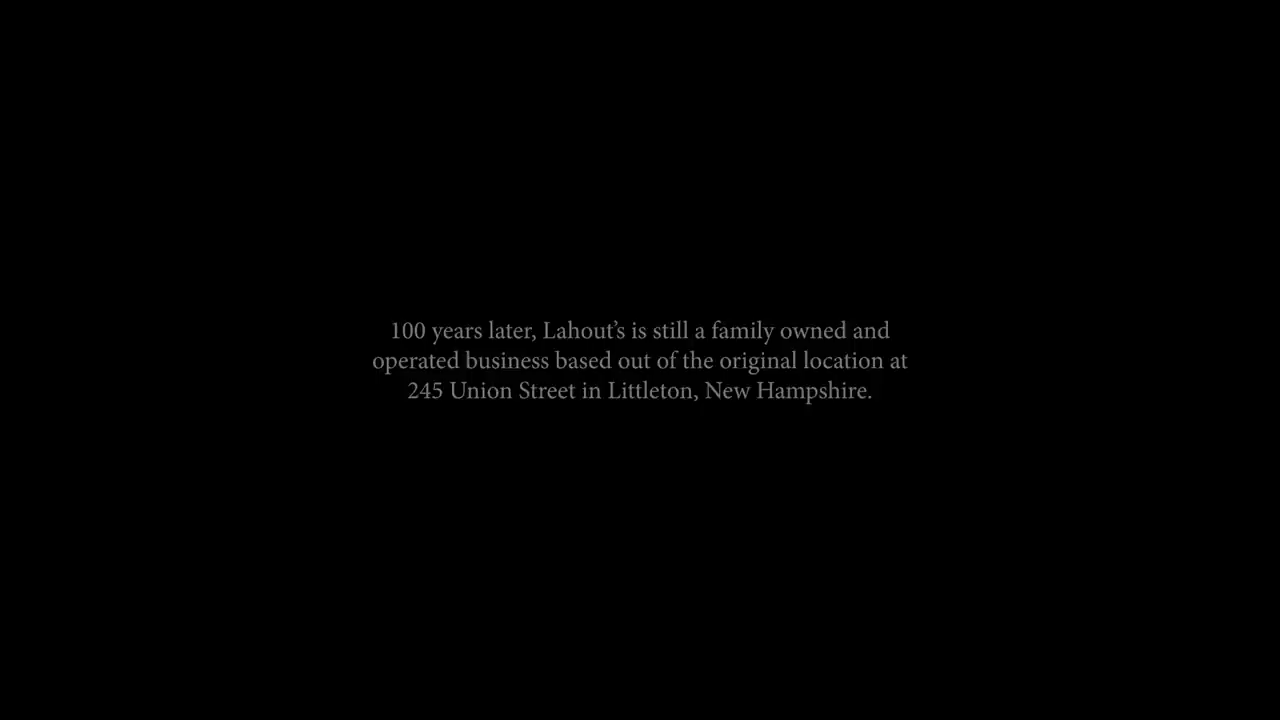 100 years later, Lahout’s is still a family owned and
operated business based out of the original location at
245 Union Street in Littleton, New Hampshire.